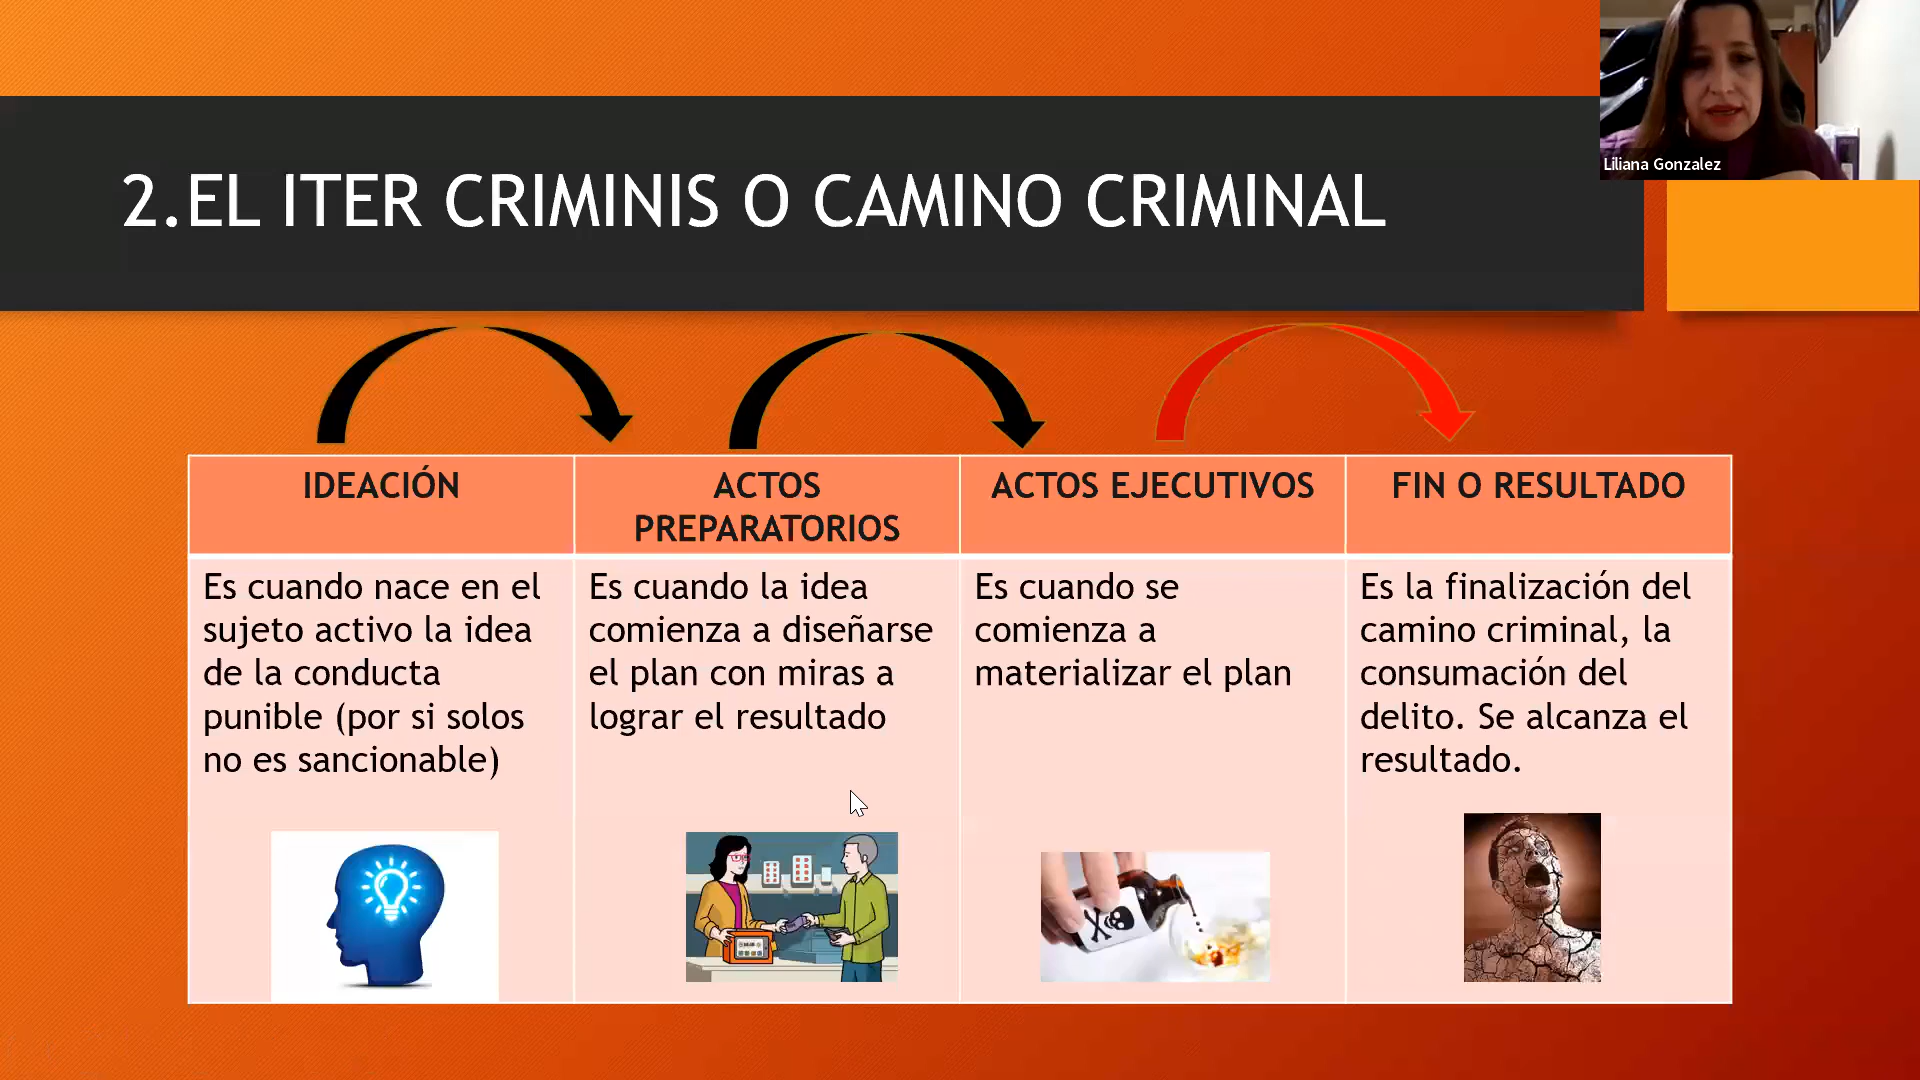 Liliana Gonzalez
2.EL ITER CRIMINIS O CAMINO CRIMINAL
IDEACIÓN
Es cuando nace en el
sujeto activo la idea
de la conducta
punible (por si solos
no es sancionable)
ACTOS
PREPARATORIOS
Es cuando la idea
comienza a diseñarse
el plan con miras a
lograr el resultado
ACTOS EJECUTIVOS
Es cuando se
comienza a
materializar el plan
FIN O RESULTADO
Es la finalización del
camino criminal, la
consumación del
delito. Se alcanza el
resultado.